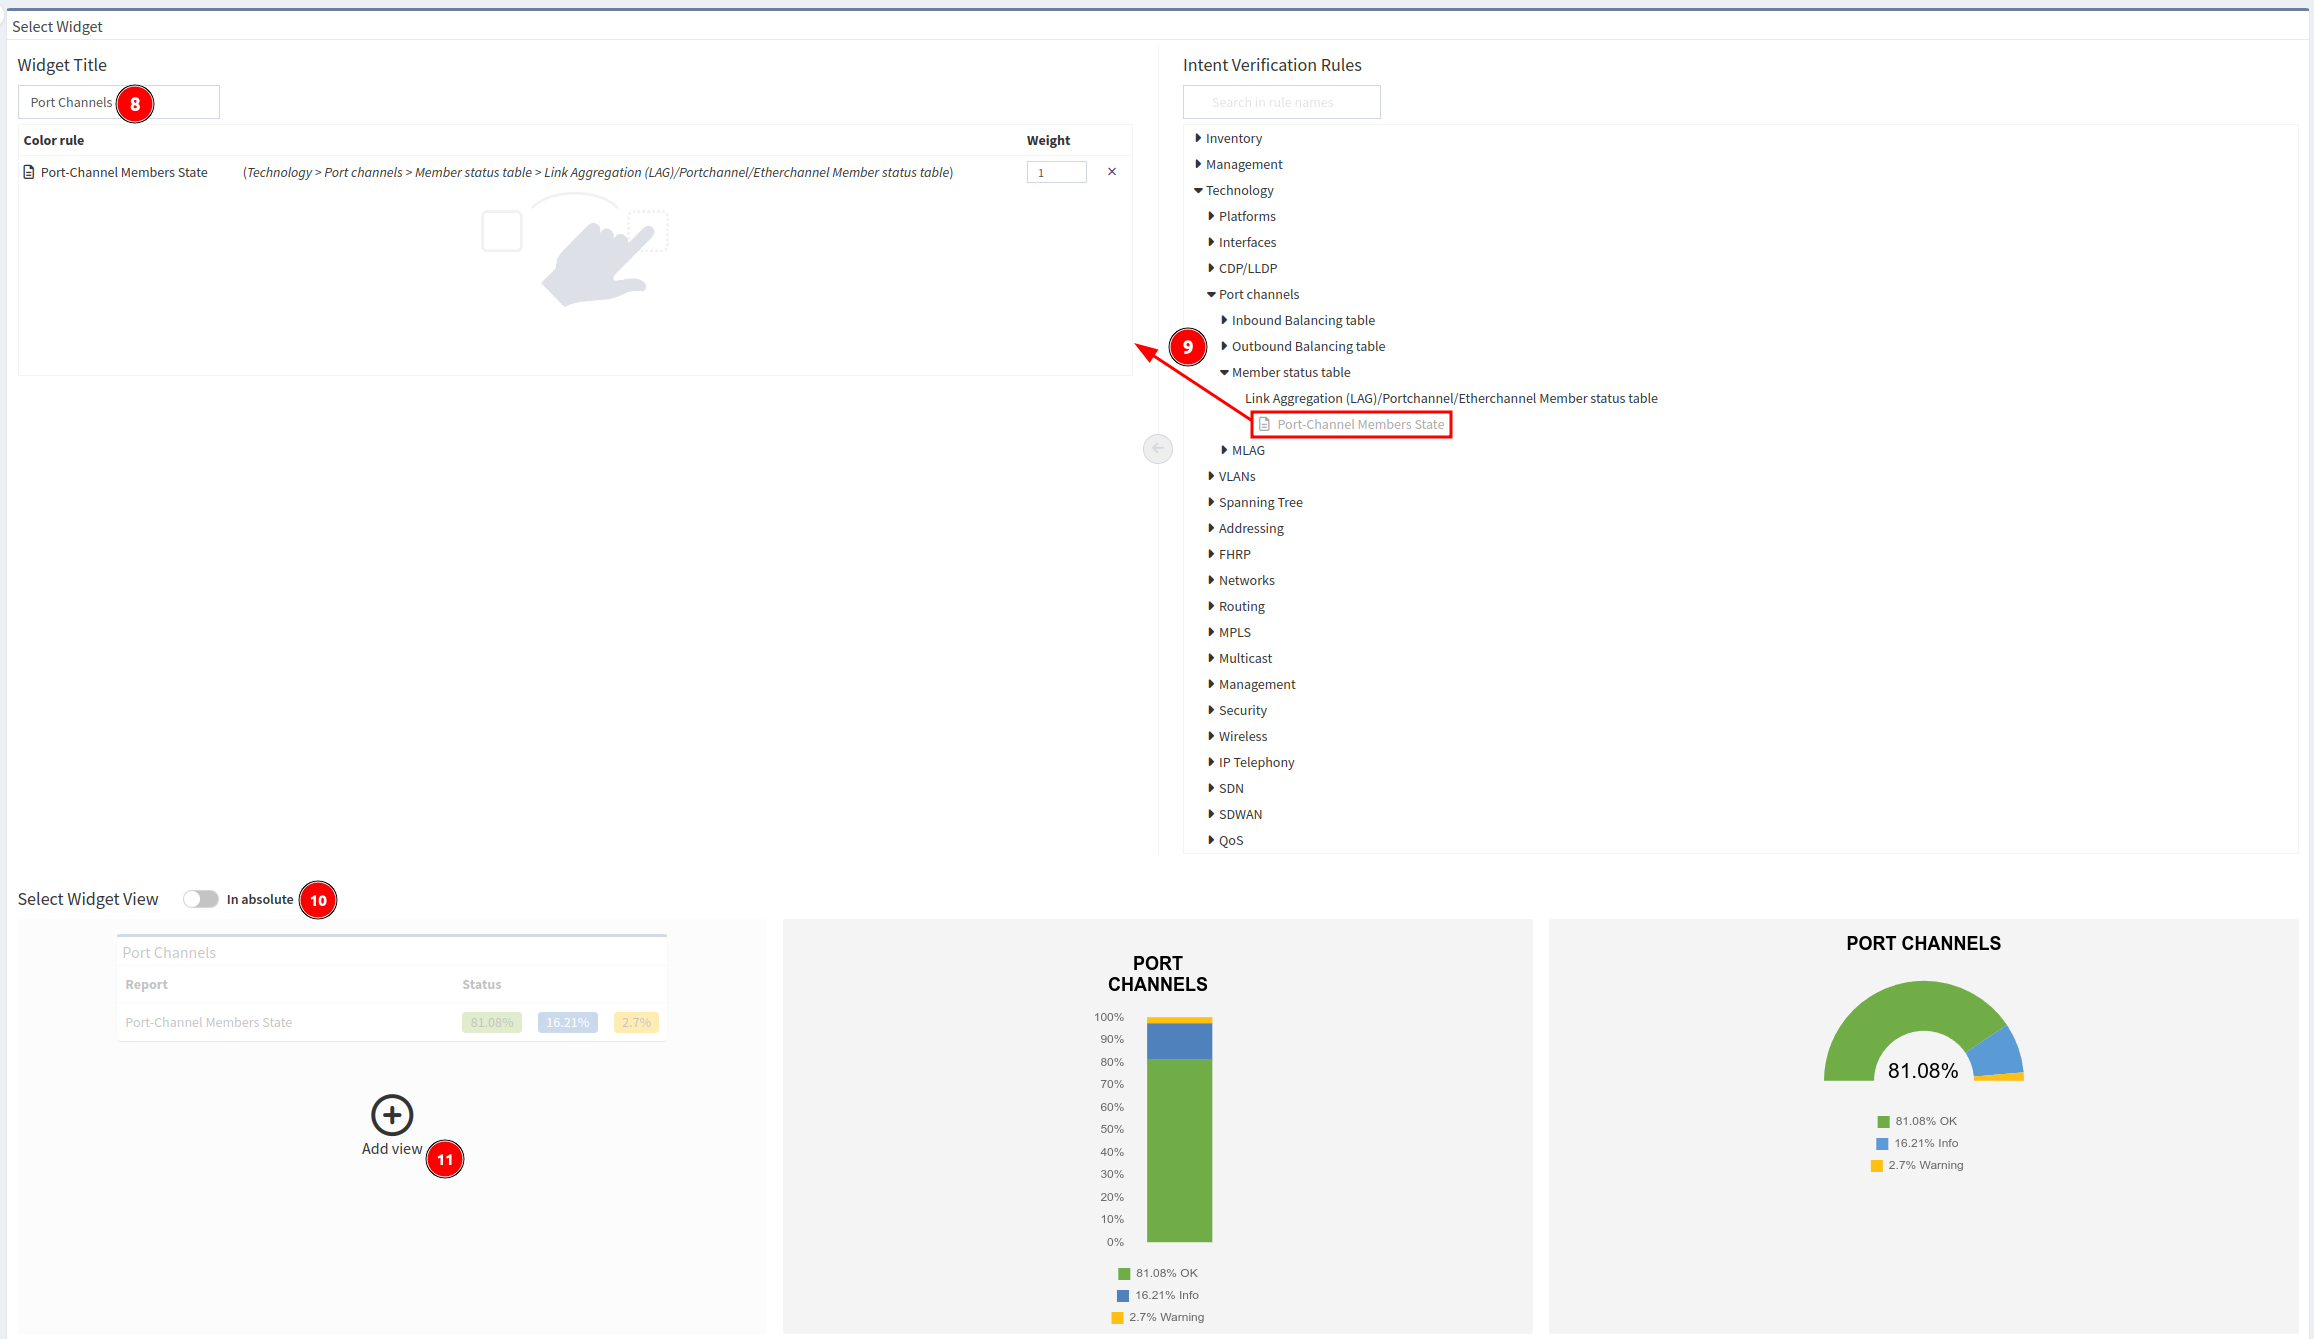 Select Widget
Widget Title
Port Channels 8
Color rule Weight
Port-Channel Members State (Technology > Port channels > Member status table > Link Aggregation (LAG)/Portchannel/Etherchannel Member status table) 1 ×
Intent Verification Rules
Search in rule names
Inventory
Management
Technology
Platforms
Interfaces
CDP/LLDP
Port channels
Inbound Balancing table
9 Outbound Balancing table
Member status table
Link Aggregation (LAG)/Portchannel/Etherchannel Member status table
Port-Channel Members State
MLAG
VLANs
Spanning Tree
Addressing
FHRP
Networks
Routing
MPLS
Multicast
Management
Security
Wireless
IP Telephony
SDN
SDWAN
QoS
Select Widget View In absolute 10
Port Channels
Report Status
Port-Channel Members State 81.08% 16.21% 2.7%
Add view 11
PORT
CHANNELS
100%
90%
80%
70%
60%
50%
40%
30%
20%
10%
0%
81.08% OK
16.21% Info
2.7% Warning
PORT CHANNELS
81.08%
81.08% OK
16.21% Info
2.7% Warning